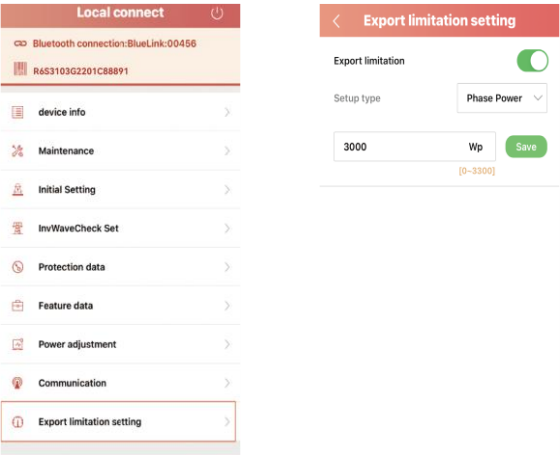 Local connect
Bluetooth connection:BlueLink:00456
R6S3103G2201C88891
device info
Maintenance
Initial Setting
InvWaveCheck Set
Protection data
Feature data
Power adjustment
Communication
Export limitation setting
Export limitation setting
Export limitation
Setup type Phase Power
3000 Wp Save
[0~3300]